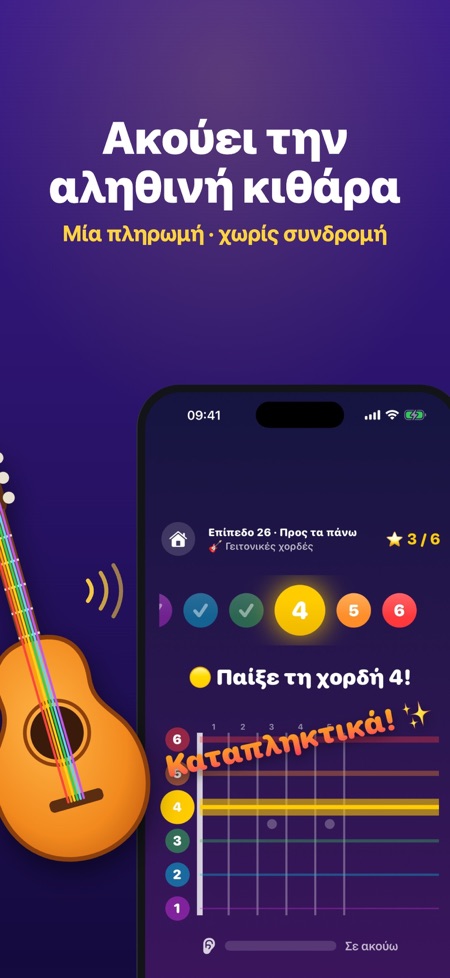 Ακούει την
αληθινή κιθάρα
Μία πληρωμή · χωρίς συνδρομή
09:41
Επίπεδο 26 · Προς τα πάνω
🎸 Γειτονικές χορδές
⭐ 3 / 6
4 5 6
🟡 Παίξε τη χορδή 4!
1 2 3 4
Καταπληκτικά! ✨
6
5
4
3
2
1
Σε ακούω